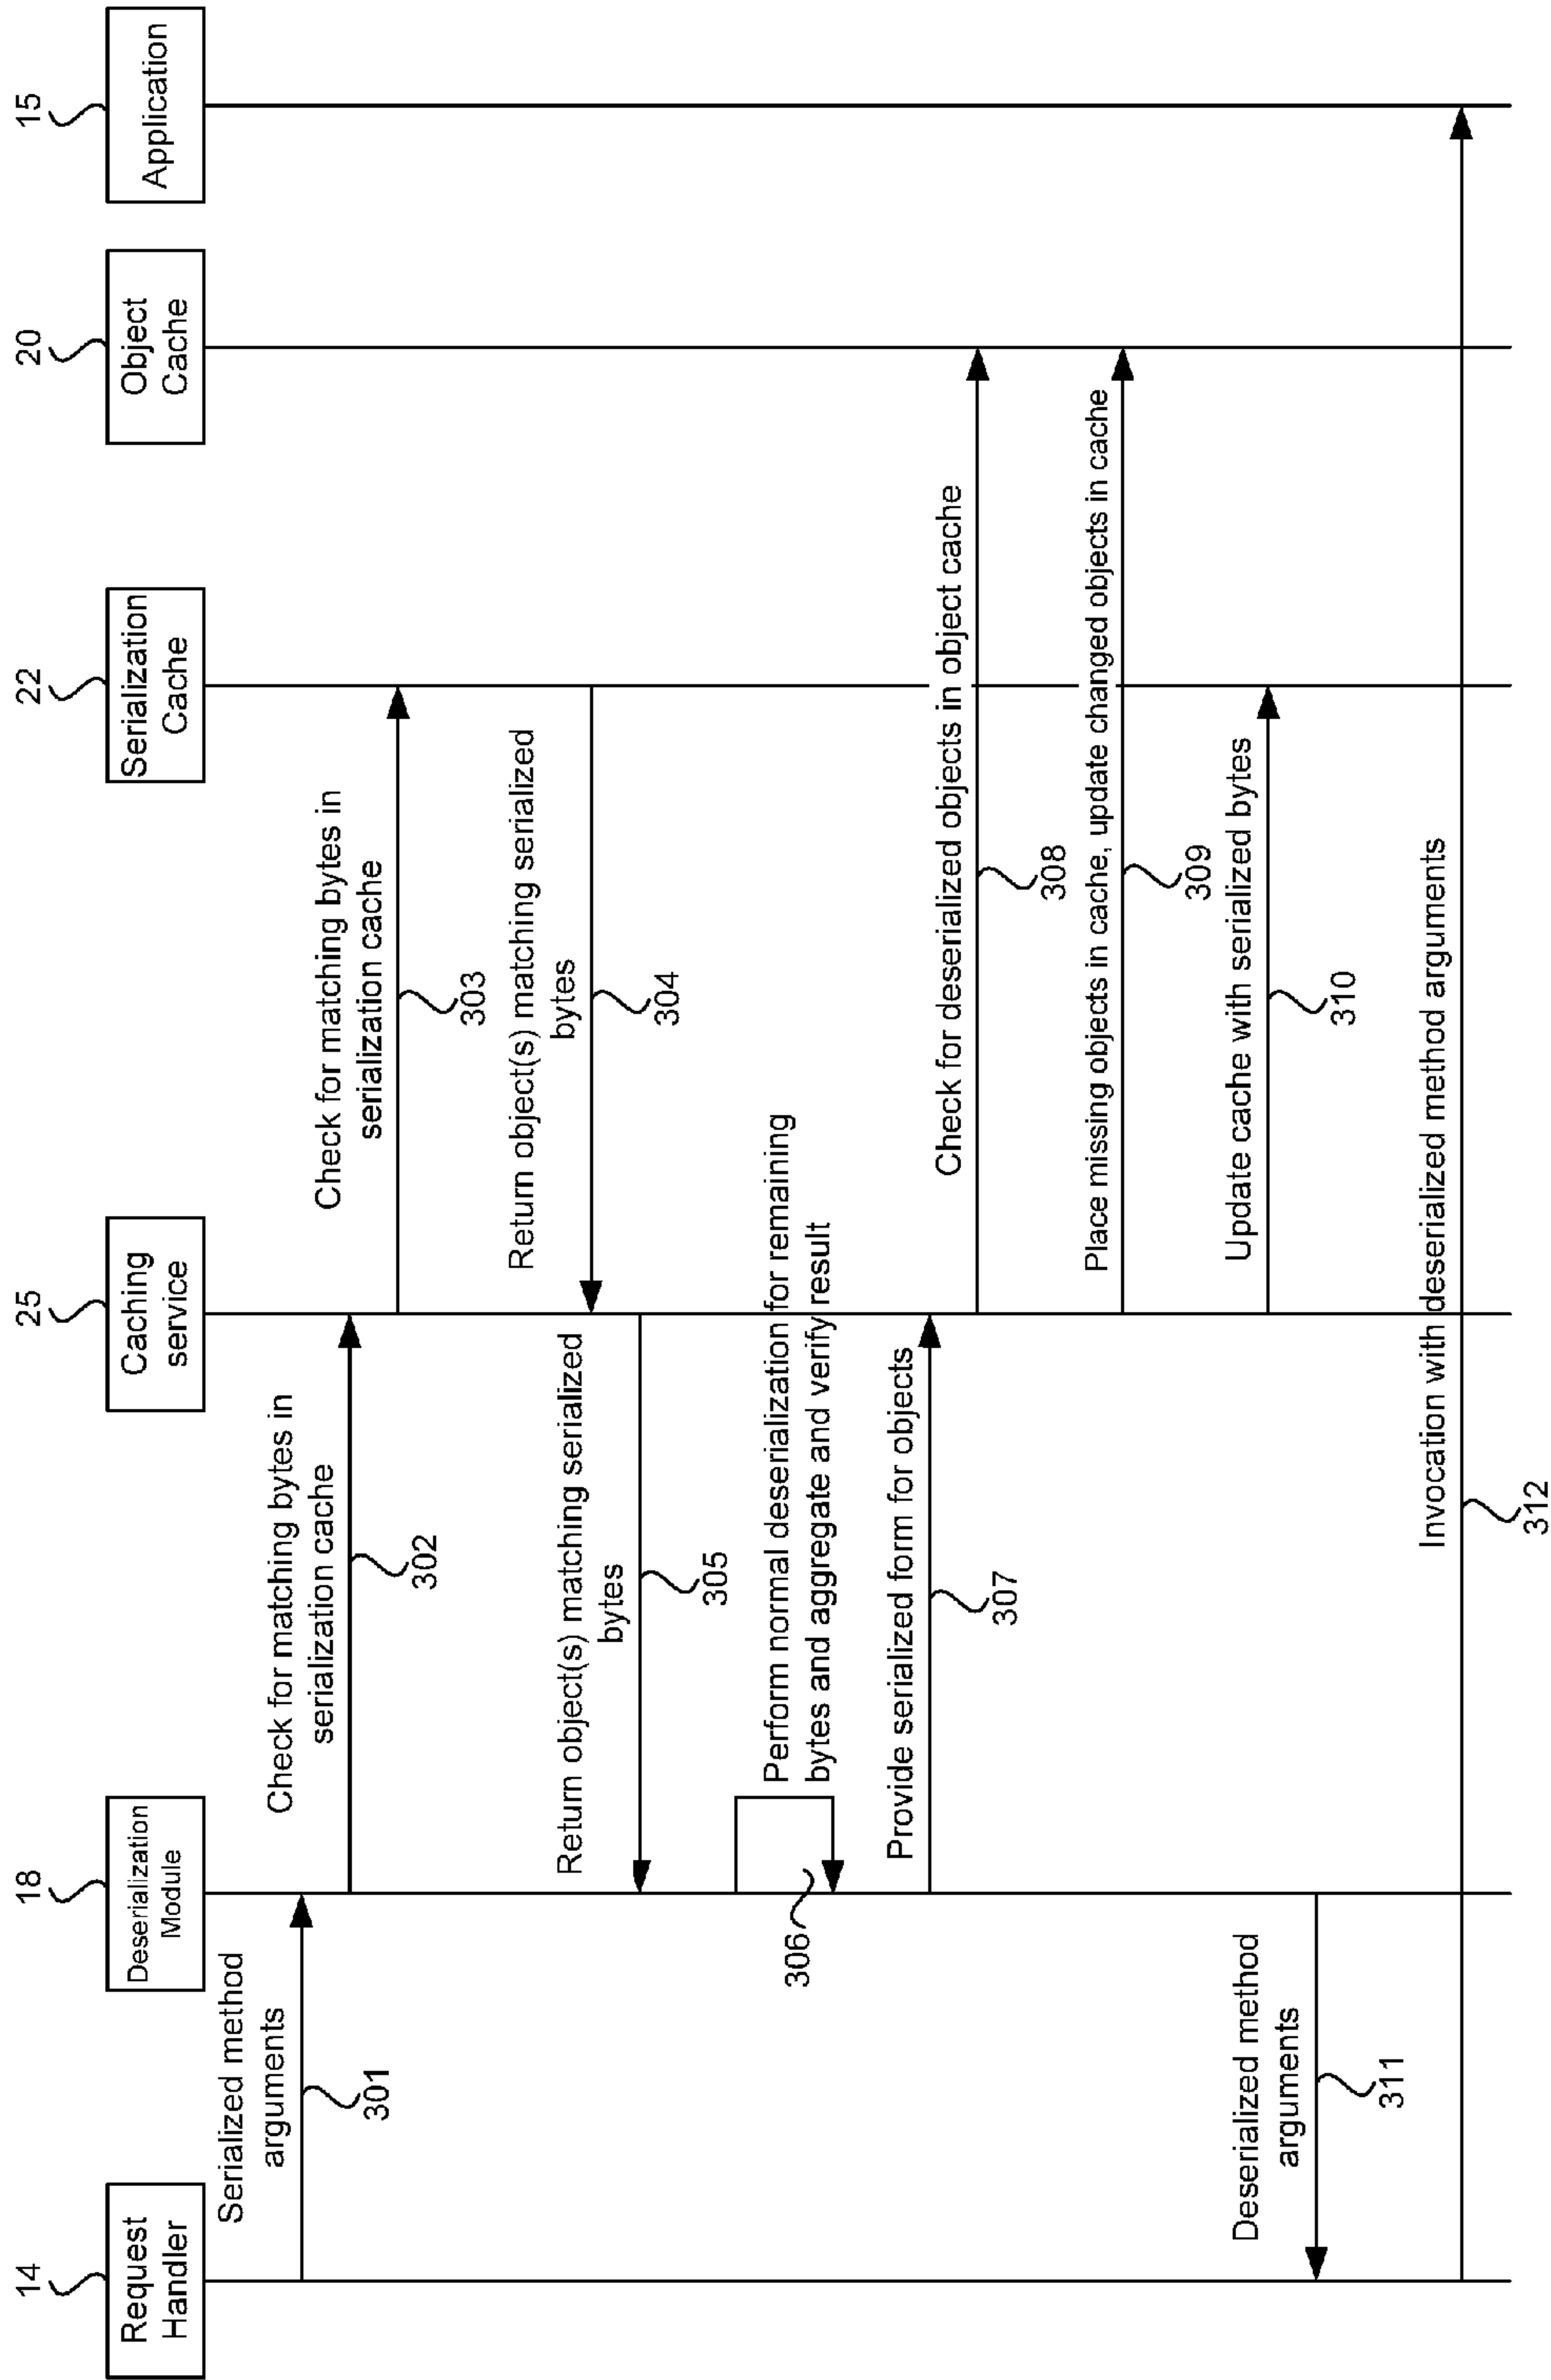 14
Request
Handler
18
Deserialization
Module
25
Caching
service
22
Serialization
Cache
20
Object
Cache
15
Application
Serialized method
arguments
301
Check for matching bytes in
serialization cache
302
Check for matching bytes in
serialization cache
303
Return object(s) matching serialized
bytes
304
Return object(s) matching serialized
bytes
305
Perform normal deserialization for remaining
bytes and aggregate and verify result
306
Provide serialized form for objects
307
Check for deserialized objects in object cache
308
Place missing objects in cache, update changed objects in cache
309
Update cache with serialized bytes
310
Deserialized method
arguments
311
Invocation with deserialized method arguments
312